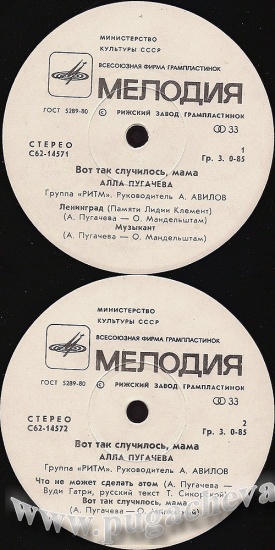 МИНИСТЕРСТВО
КУЛЬТУРЫ СССР
ВСЕСОЮЗНАЯ ФИРМА ГРАМПЛАСТИНОК
МЕЛОДИЯ
ГОСТ 5289-80 © РИЖСКИЙ ЗАВОД ГРАМПЛАСТИНОК
33
СТЕРЕО
С62-14571
1
Гр. 3. 0-85
Вот так случилось, мама
АЛЛА ПУГАЧЕВА
Группа «РИТМ». Руководитель А. АВИЛОВ
Ленинград (Памяти Лидии Клемент)
(А. Пугачева — О. Мандельштам)
Музыкант
(А. Пугачева — О. Мандельштам)
МИНИСТЕРСТВО
КУЛЬТУРЫ СССР
ВСЕСОЮЗНАЯ ФИРМА ГРАМПЛАСТИНОК
МЕЛОДИЯ
ГОСТ 5289-80 © РИЖСКИЙ ЗАВОД ГРАМПЛАСТИНОК
33
СТЕРЕО
С62-14572
2
Гр. 3. 0-85
Вот так случилось, мама
АЛЛА ПУГАЧЕВА
Группа «РИТМ». Руководитель А. АВИЛОВ
Что не может сделать атом (А. Пугачева —
Вуди Гатри, русский текст Т. Сикорской)
Вот так случилось, мама
(А. Пугачева —
www.pugacheva